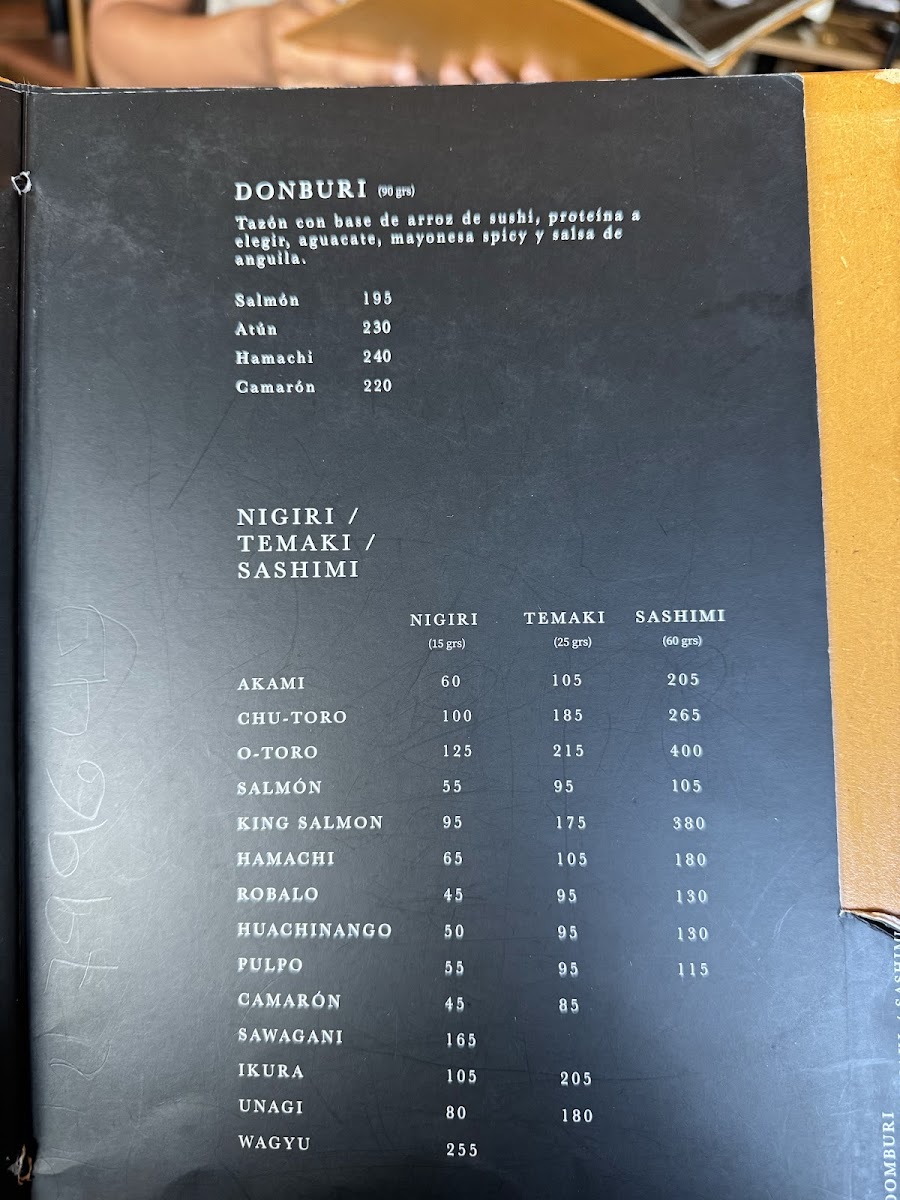 DONBURI (90 grs)
Tazón con base de arroz de sushi, proteína a
elegir, aguacate, mayonesa spicy y salsa de
anguila.
Salmón 195
Atún 230
Hamachi 240
Camarón 220
NIGIRI /
TEMAKI /
SASHIMI
NIGIRI TEMAKI SASHIMI
(15 grs) (25 grs) (60 grs)
AKAMI 60 105 205
CHU-TORO 100 185 265
O-TORO 125 215 400
SALMÓN 55 95 105
KING SALMON 95 175 380
HAMACHI 65 105 180
ROBALO 45 95 130
HUACHINANGO 50 95 130
PULPO 55 95 115
CAMARÓN 45 85
SAWAGANI 165
IKURA 105 205
UNAGI 80 180
WAGYU 255
/ SASHIMI
DOMBURI